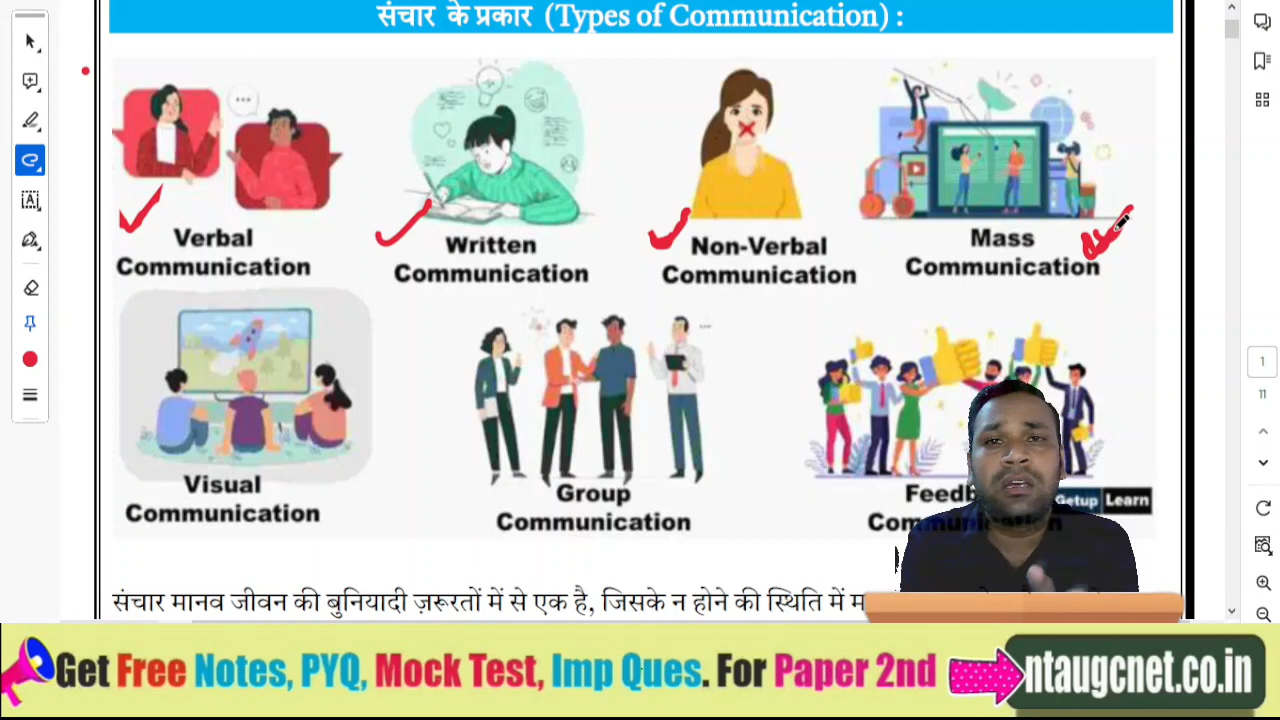 संचार के प्रकार (Types of Communication) :
Verbal
Communication
Written
Communication
Non-Verbal
Communication
Mass
Communication
Visual
Communication
Group
Communication
Getup Learn
संचार मानव जीवन की बुनियादी ज़रूरतों में से एक है, जिसके न होने की स्थिति में
1
11
Get Free Notes, PYQ, Mock Test, Imp Ques. For Paper 2nd
ntaugcnet.co.in